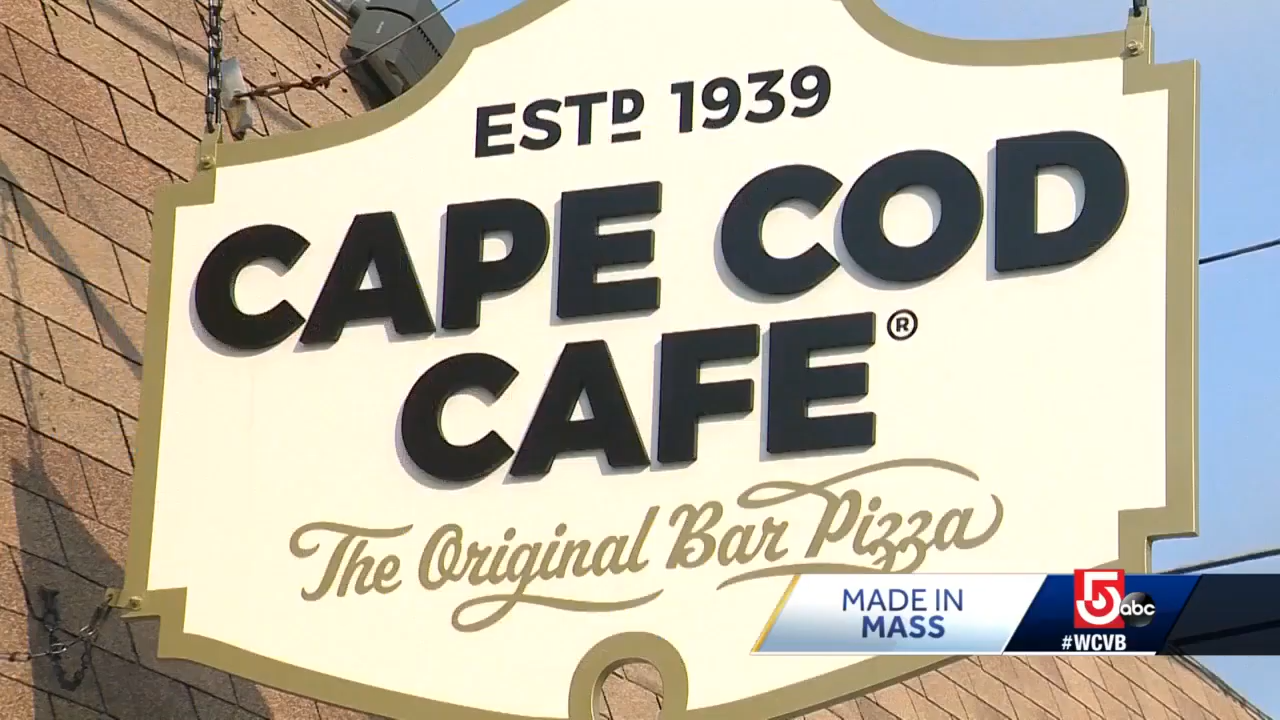 ESTD 1939
CAPE COD
CAFE®
The Original Bar Pizza
MADE IN
MASS
5 abc
#WCVB